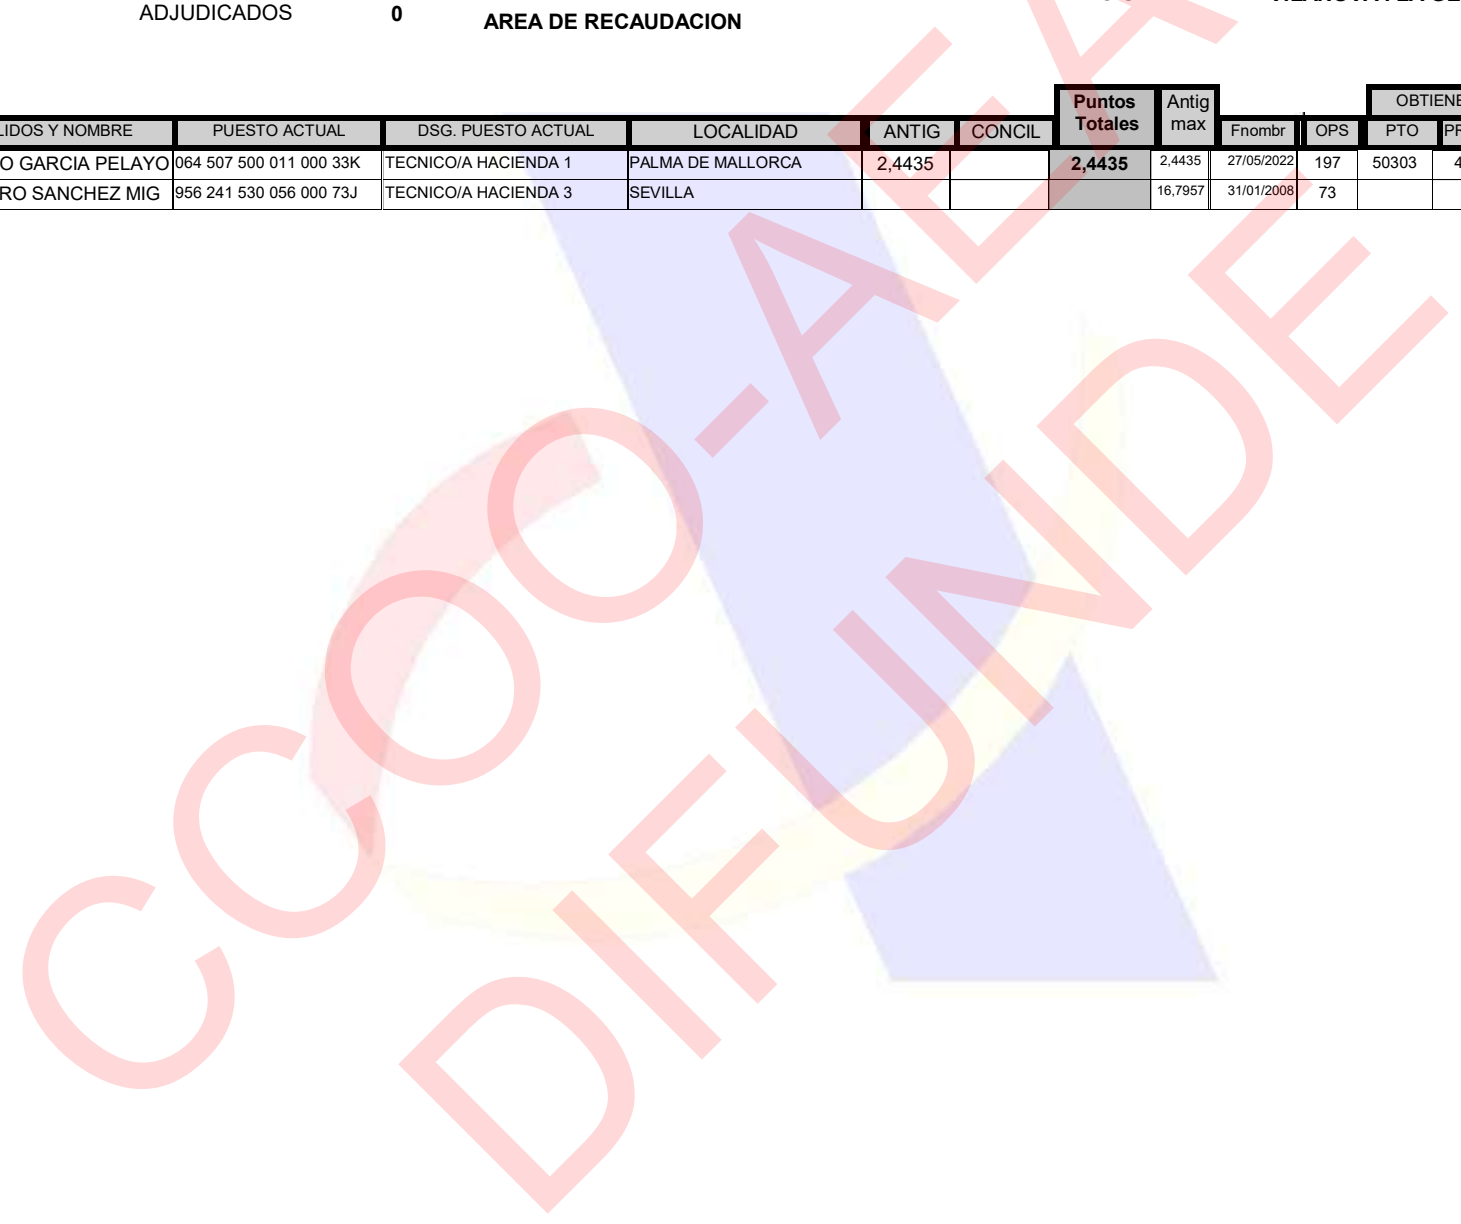 ADJUDICADOS 0 AREA DE RECAUDACION
Puntos Totales Antig max OBTIENE
LIDOS Y NOMBRE PUESTO ACTUAL DSG. PUESTO ACTUAL LOCALIDAD ANTIG CONCIL Fnombr OPS PTO PR
O GARCIA PELAYO 064 507 500 011 000 33K TECNICO/A HACIENDA 1 PALMA DE MALLORCA 2,4435 2,4435 2,4435 27/05/2022 197 50303 4
RO SANCHEZ MIG 956 241 530 056 000 73J TECNICO/A HACIENDA 3 SEVILLA 16,7957 31/01/2008 73
CCOO-AEA
DIFUNDE